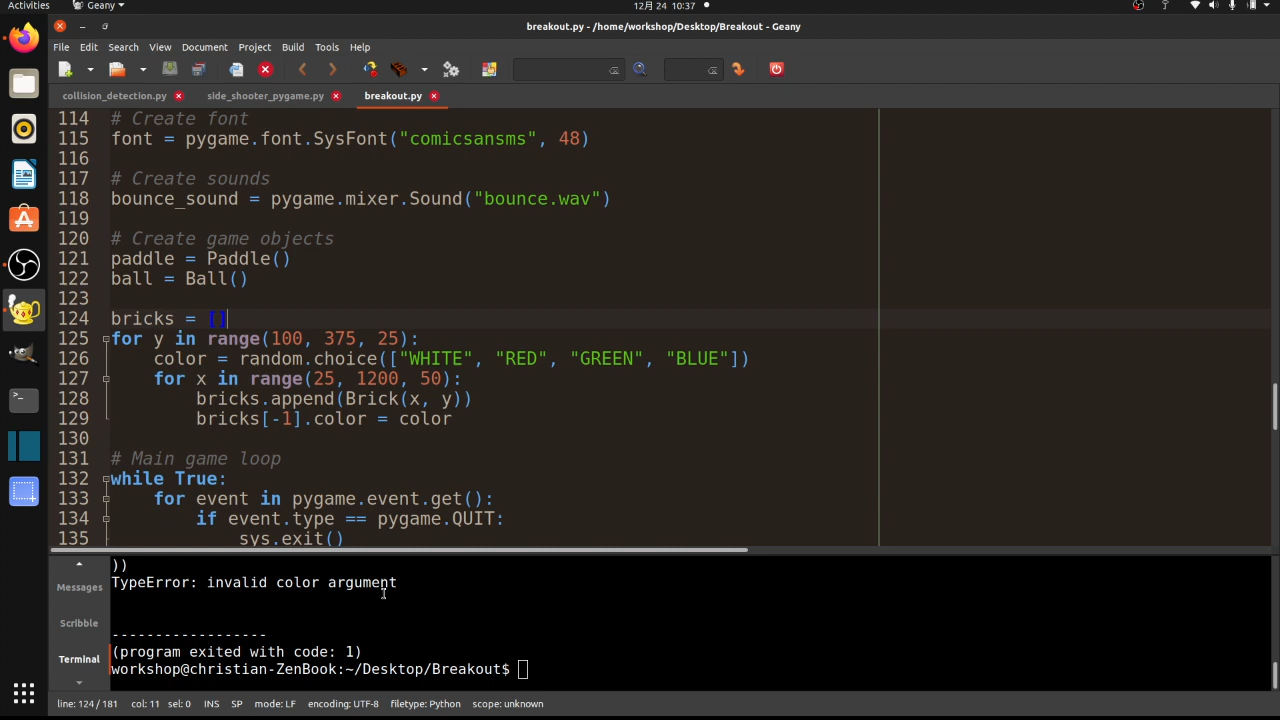 Activities
Geany
12月 24 10:37
breakout.py - /home/workshop/Desktop/Breakout - Geany
File Edit Search View Document Project Build Tools Help
collision_detection.py side_shooter_pygame.py breakout.py
114 # Create font
115 font = pygame.font.SysFont("comicsansms", 48)
116
117 # Create sounds
118 bounce_sound = pygame.mixer.Sound("bounce.wav")
119
120 # Create game objects
121 paddle = Paddle()
122 ball = Ball()
123
124 bricks = []
125 for y in range(100, 375, 25):
126     color = random.choice(["WHITE", "RED", "GREEN", "BLUE"])
127     for x in range(25, 1200, 50):
128         bricks.append(Brick(x, y))
129         bricks[-1].color = color
130
131 # Main game loop
132 while True:
133     for event in pygame.event.get():
134         if event.type == pygame.QUIT:
135             sys.exit()
))
Messages
TypeError: invalid color argument
Scribble
------------------
(program exited with code: 1)
Terminal
workshop@christian-ZenBook:~/Desktop/Breakout$
line: 124 / 181 col: 11 sel: 0 INS SP mode: LF encoding: UTF-8 filetype: Python scope: unknown